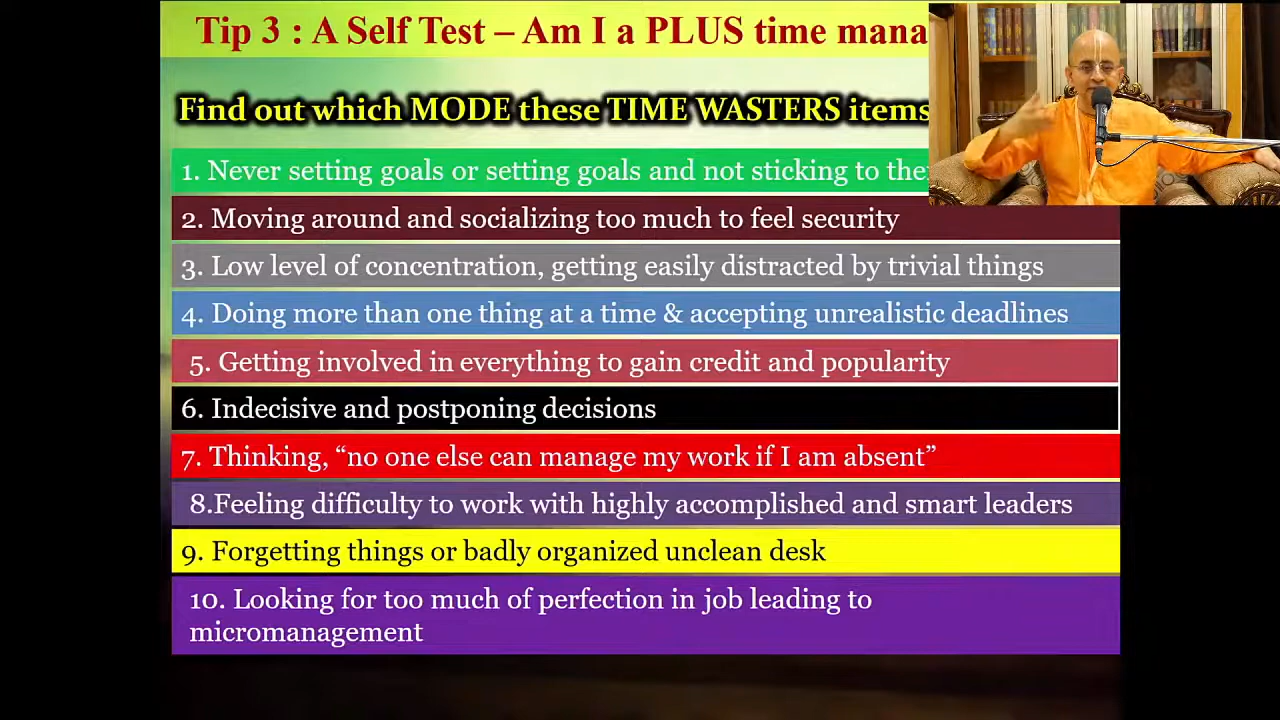 Tip 3 : A Self Test – Am I a PLUS time mana
Find out which MODE these TIME WASTERS items
1. Never setting goals or setting goals and not sticking to the
2. Moving around and socializing too much to feel security
3. Low level of concentration, getting easily distracted by trivial things
4. Doing more than one thing at a time & accepting unrealistic deadlines
5. Getting involved in everything to gain credit and popularity
6. Indecisive and postponing decisions
7. Thinking, “no one else can manage my work if I am absent”
8.Feeling difficulty to work with highly accomplished and smart leaders
9. Forgetting things or badly organized unclean desk
10. Looking for too much of perfection in job leading to
micromanagement